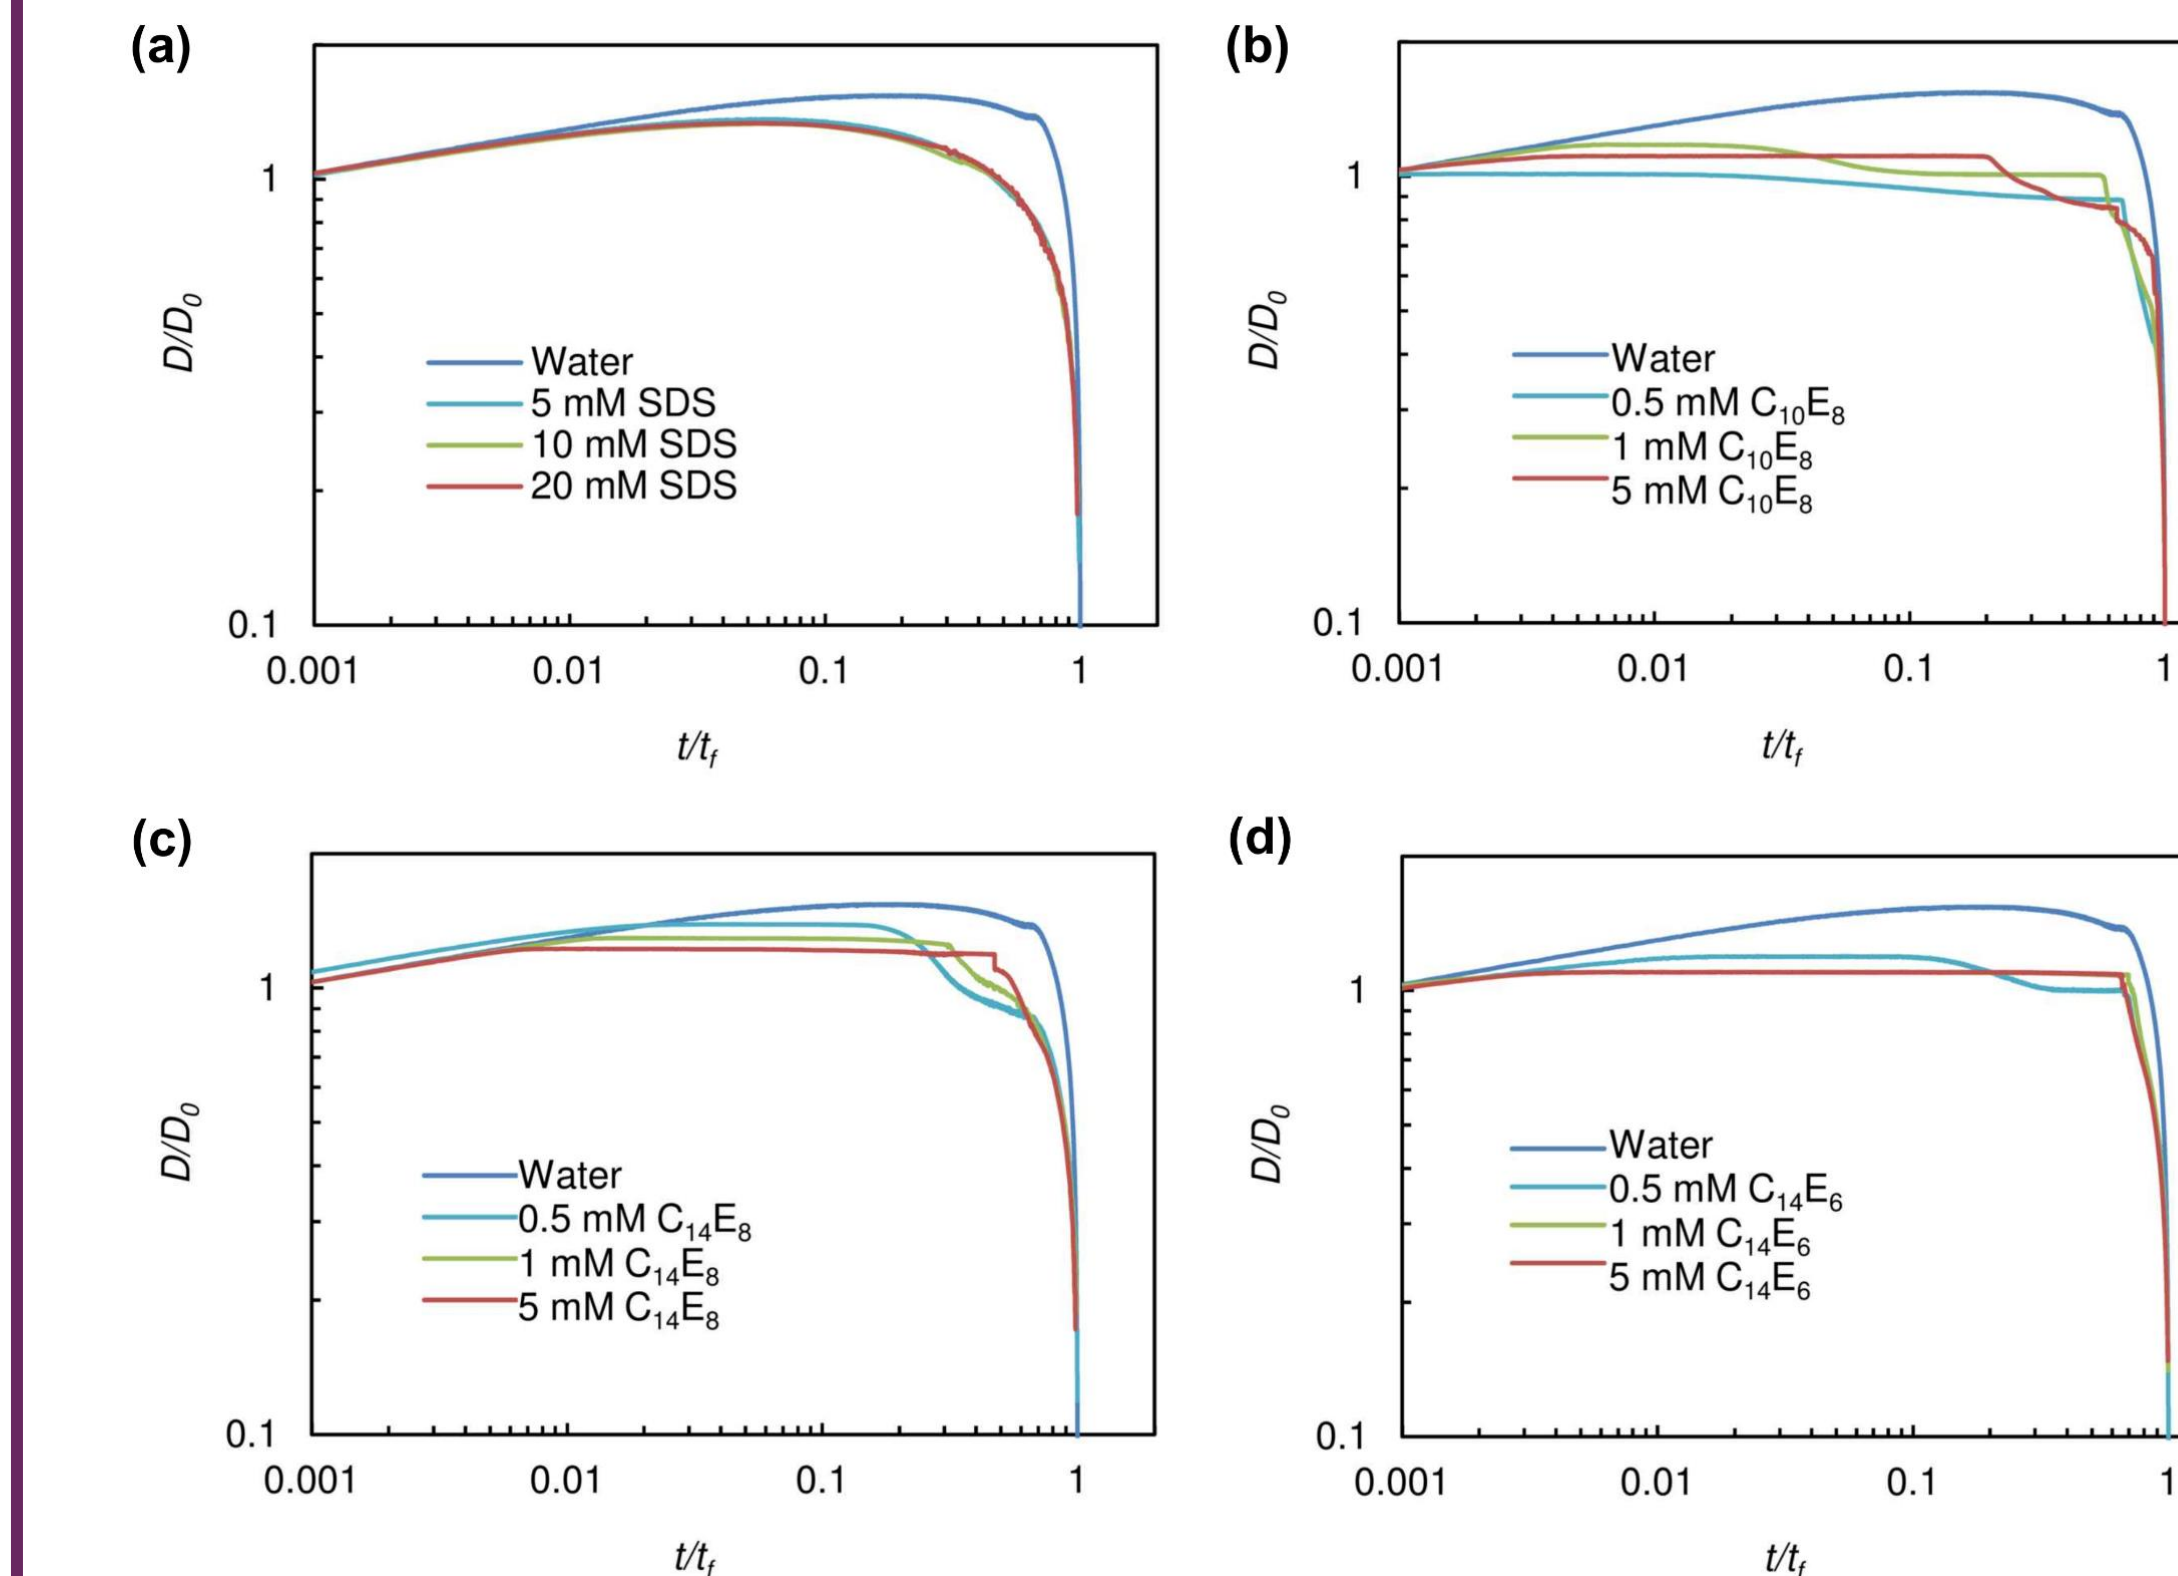 (a)
1
0.1
D/D0
Water
5 mM SDS
10 mM SDS
20 mM SDS
0.001 0.01 0.1 1
t/tf
(b)
1
0.1
D/D0
Water
0.5 mM C10E8
1 mM C10E8
5 mM C10E8
0.001 0.01 0.1 1
t/tf
(c)
1
0.1
D/D0
Water
0.5 mM C14E8
1 mM C14E8
5 mM C14E8
0.001 0.01 0.1 1
t/tf
(d)
1
0.1
D/D0
Water
0.5 mM C14E6
1 mM C14E6
5 mM C14E6
0.001 0.01 0.1 1
t/tf